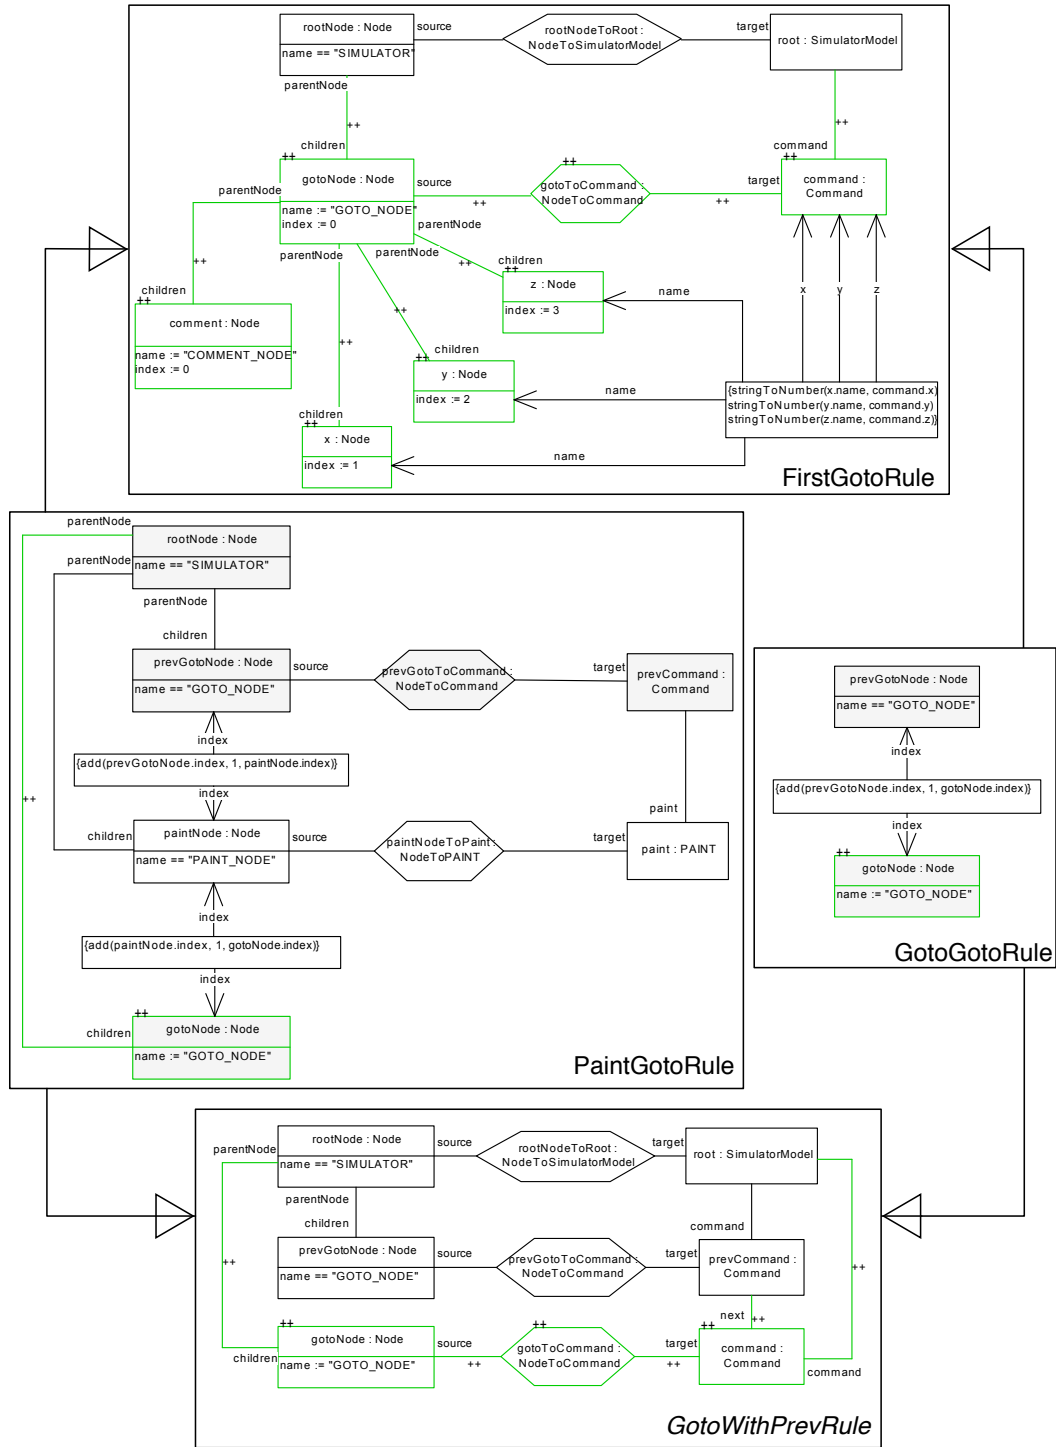 rootNode : Node
name == "SIMULATOR"
source
rootNodeToRoot :
NodeToSimulatorModel
target
root : SimulatorModel
parentNode
++
++
children
++
command
++
++
++
gotoNode : Node
name := "GOTO_NODE"
index := 0
parentNode
source
++
gotoToCommand :
NodeToCommand
++
target
command :
Command
parentNode
parentNode
parentNode
++
++
++
++
children
++
z : Node
index := 3
name
x
y
z
children
++
comment : Node
name := "COMMENT_NODE"
index := 0
children
++
y : Node
index := 2
name
{stringToNumber(x.name, command.x)
stringToNumber(y.name, command.y)
stringToNumber(z.name, command.z)}
children
++
x : Node
index := 1
name
FirstGotoRule
parentNode
rootNode : Node
name == "SIMULATOR"
parentNode
parentNode
children
prevGotoNode : Node
name == "GOTO_NODE"
source
prevGotoToCommand :
NodeToCommand
target
prevCommand :
Command
index
{add(prevGotoNode.index, 1, paintNode.index)}
index
++
paint
children
paintNode : Node
name == "PAINT_NODE"
source
paintNodeToPaint :
NodeToPAINT
target
paint : PAINT
index
{add(paintNode.index, 1, gotoNode.index)}
index
++
children
gotoNode : Node
name := "GOTO_NODE"
PaintGotoRule
prevGotoNode : Node
name == "GOTO_NODE"
index
{add(prevGotoNode.index, 1, gotoNode.index)}
index
++
gotoNode : Node
name := "GOTO_NODE"
GotoGotoRule
parentNode
rootNode : Node
name == "SIMULATOR"
source
rootNodeToRoot :
NodeToSimulatorModel
target
root : SimulatorModel
parentNode
children
command
++
prevGotoNode : Node
name == "GOTO_NODE"
source
prevGotoToCommand :
NodeToCommand
target
prevCommand :
Command
++
next
++
++
++
++
children
gotoNode : Node
name := "GOTO_NODE"
source
++
gotoToCommand :
NodeToCommand
target
++
command :
Command
command
GotoWithPrevRule